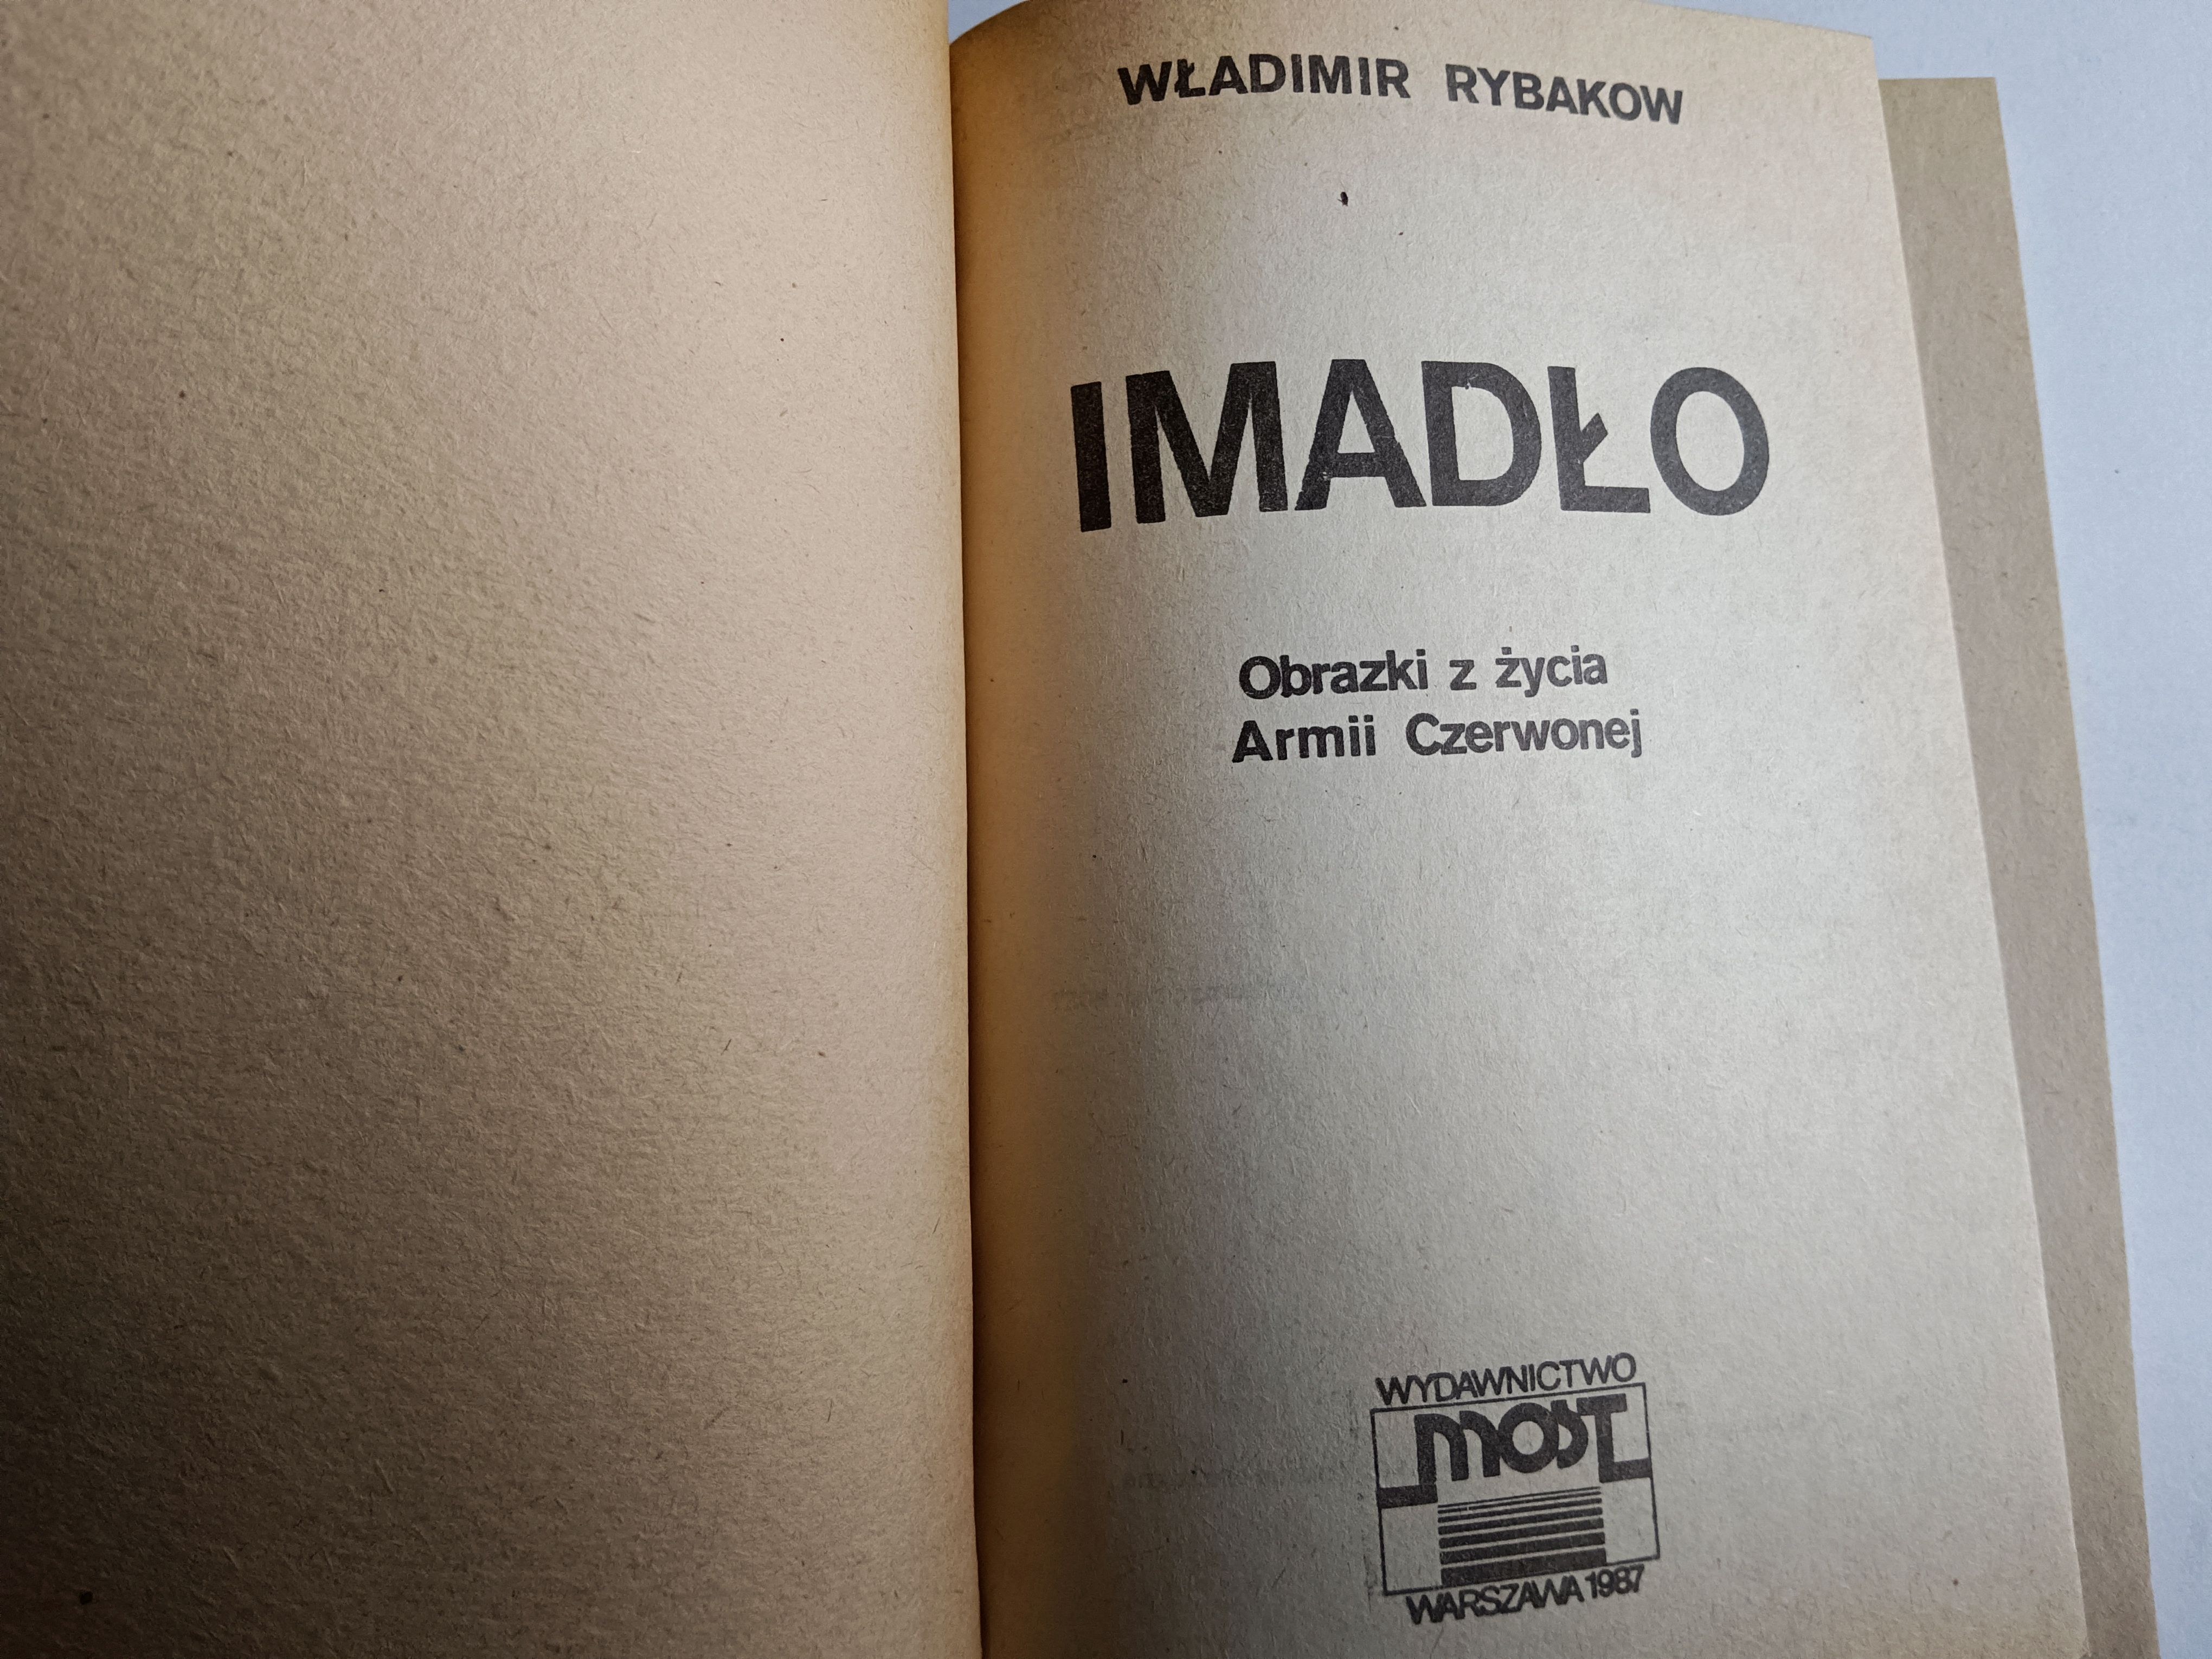 WŁADIMIR RYBAKOW
IMADŁO
Obrazki z życia
Armii Czerwonej
WYDAWNICTWO
MOST
WARSZAWA 1987